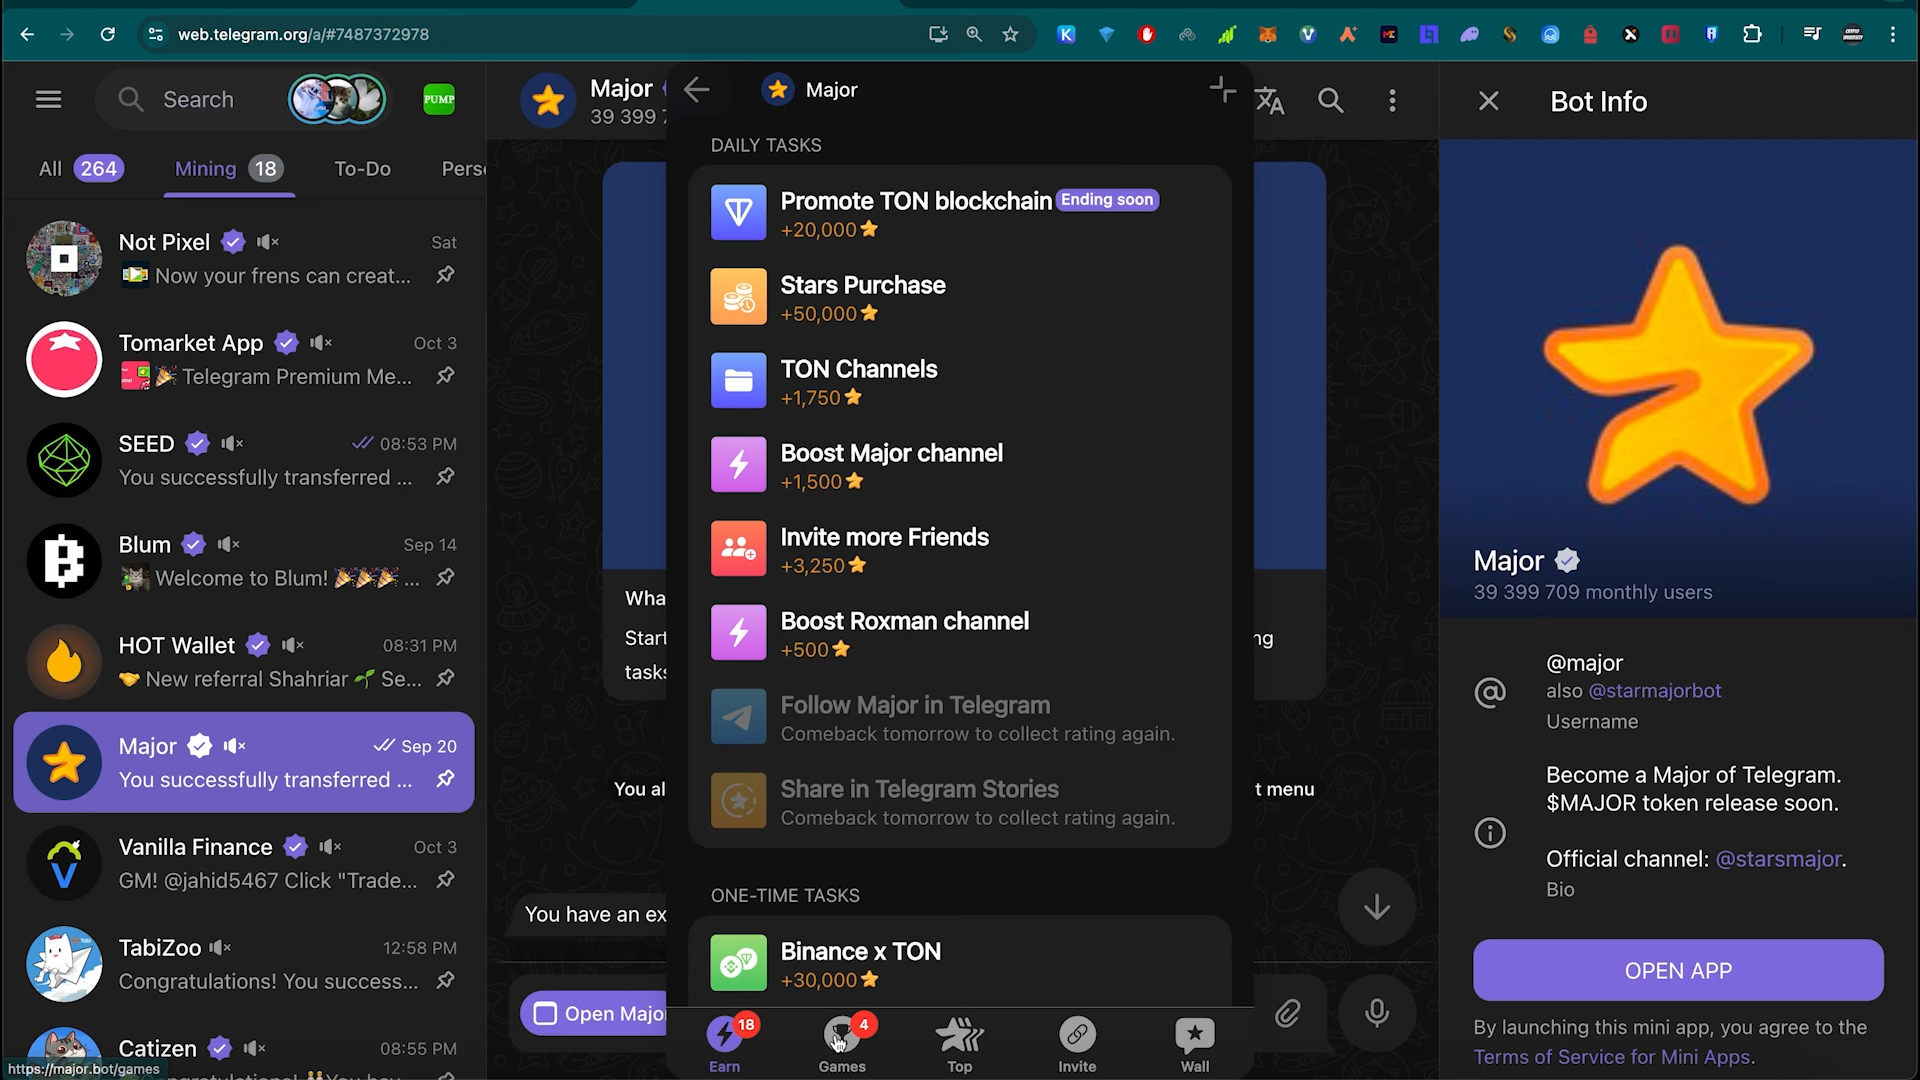 web.telegram.org/a/#7487372978
Search
PUMP
All 264
Mining 18
To-Do
Pers
Not Pixel
Sat
Now your frens can creat...
Tomarket App
Oct 3
Telegram Premium Me...
SEED
08:53 PM
You successfully transferred ...
Blum
Sep 14
Welcome to Blum! ...
HOT Wallet
08:31 PM
New referral Shahriar Se...
Major
Sep 20
You successfully transferred ...
Vanilla Finance
Oct 3
GM! @jahid5467 Click "Trade...
TabiZoo
12:58 PM
Congratulations! You success...
Catizen
08:55 PM
https://major.bot/games
Major
39 399 7
Wha
Start
ng
tasks
You al
t menu
You have an ex
Open Major
Major
DAILY TASKS
Promote TON blockchain Ending soon
+20,000
Stars Purchase
+50,000
TON Channels
+1,750
Boost Major channel
+1,500
Invite more Friends
+3,250
Boost Roxman channel
+500
Follow Major in Telegram
Comeback tomorrow to collect rating again.
Share in Telegram Stories
Comeback tomorrow to collect rating again.
ONE-TIME TASKS
Binance x TON
+30,000
18
Earn
4
Games
Top
Invite
Wall
Bot Info
Major
39 399 709 monthly users
@major
also @starmajorbot
Username
Become a Major of Telegram.
$MAJOR token release soon.
Official channel: @starsmajor.
Bio
OPEN APP
By launching this mini app, you agree to the
Terms of Service for Mini Apps.